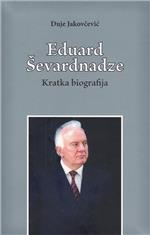 Duje Jakovčević
Eduard
Ševardnadze
Kratka biografija